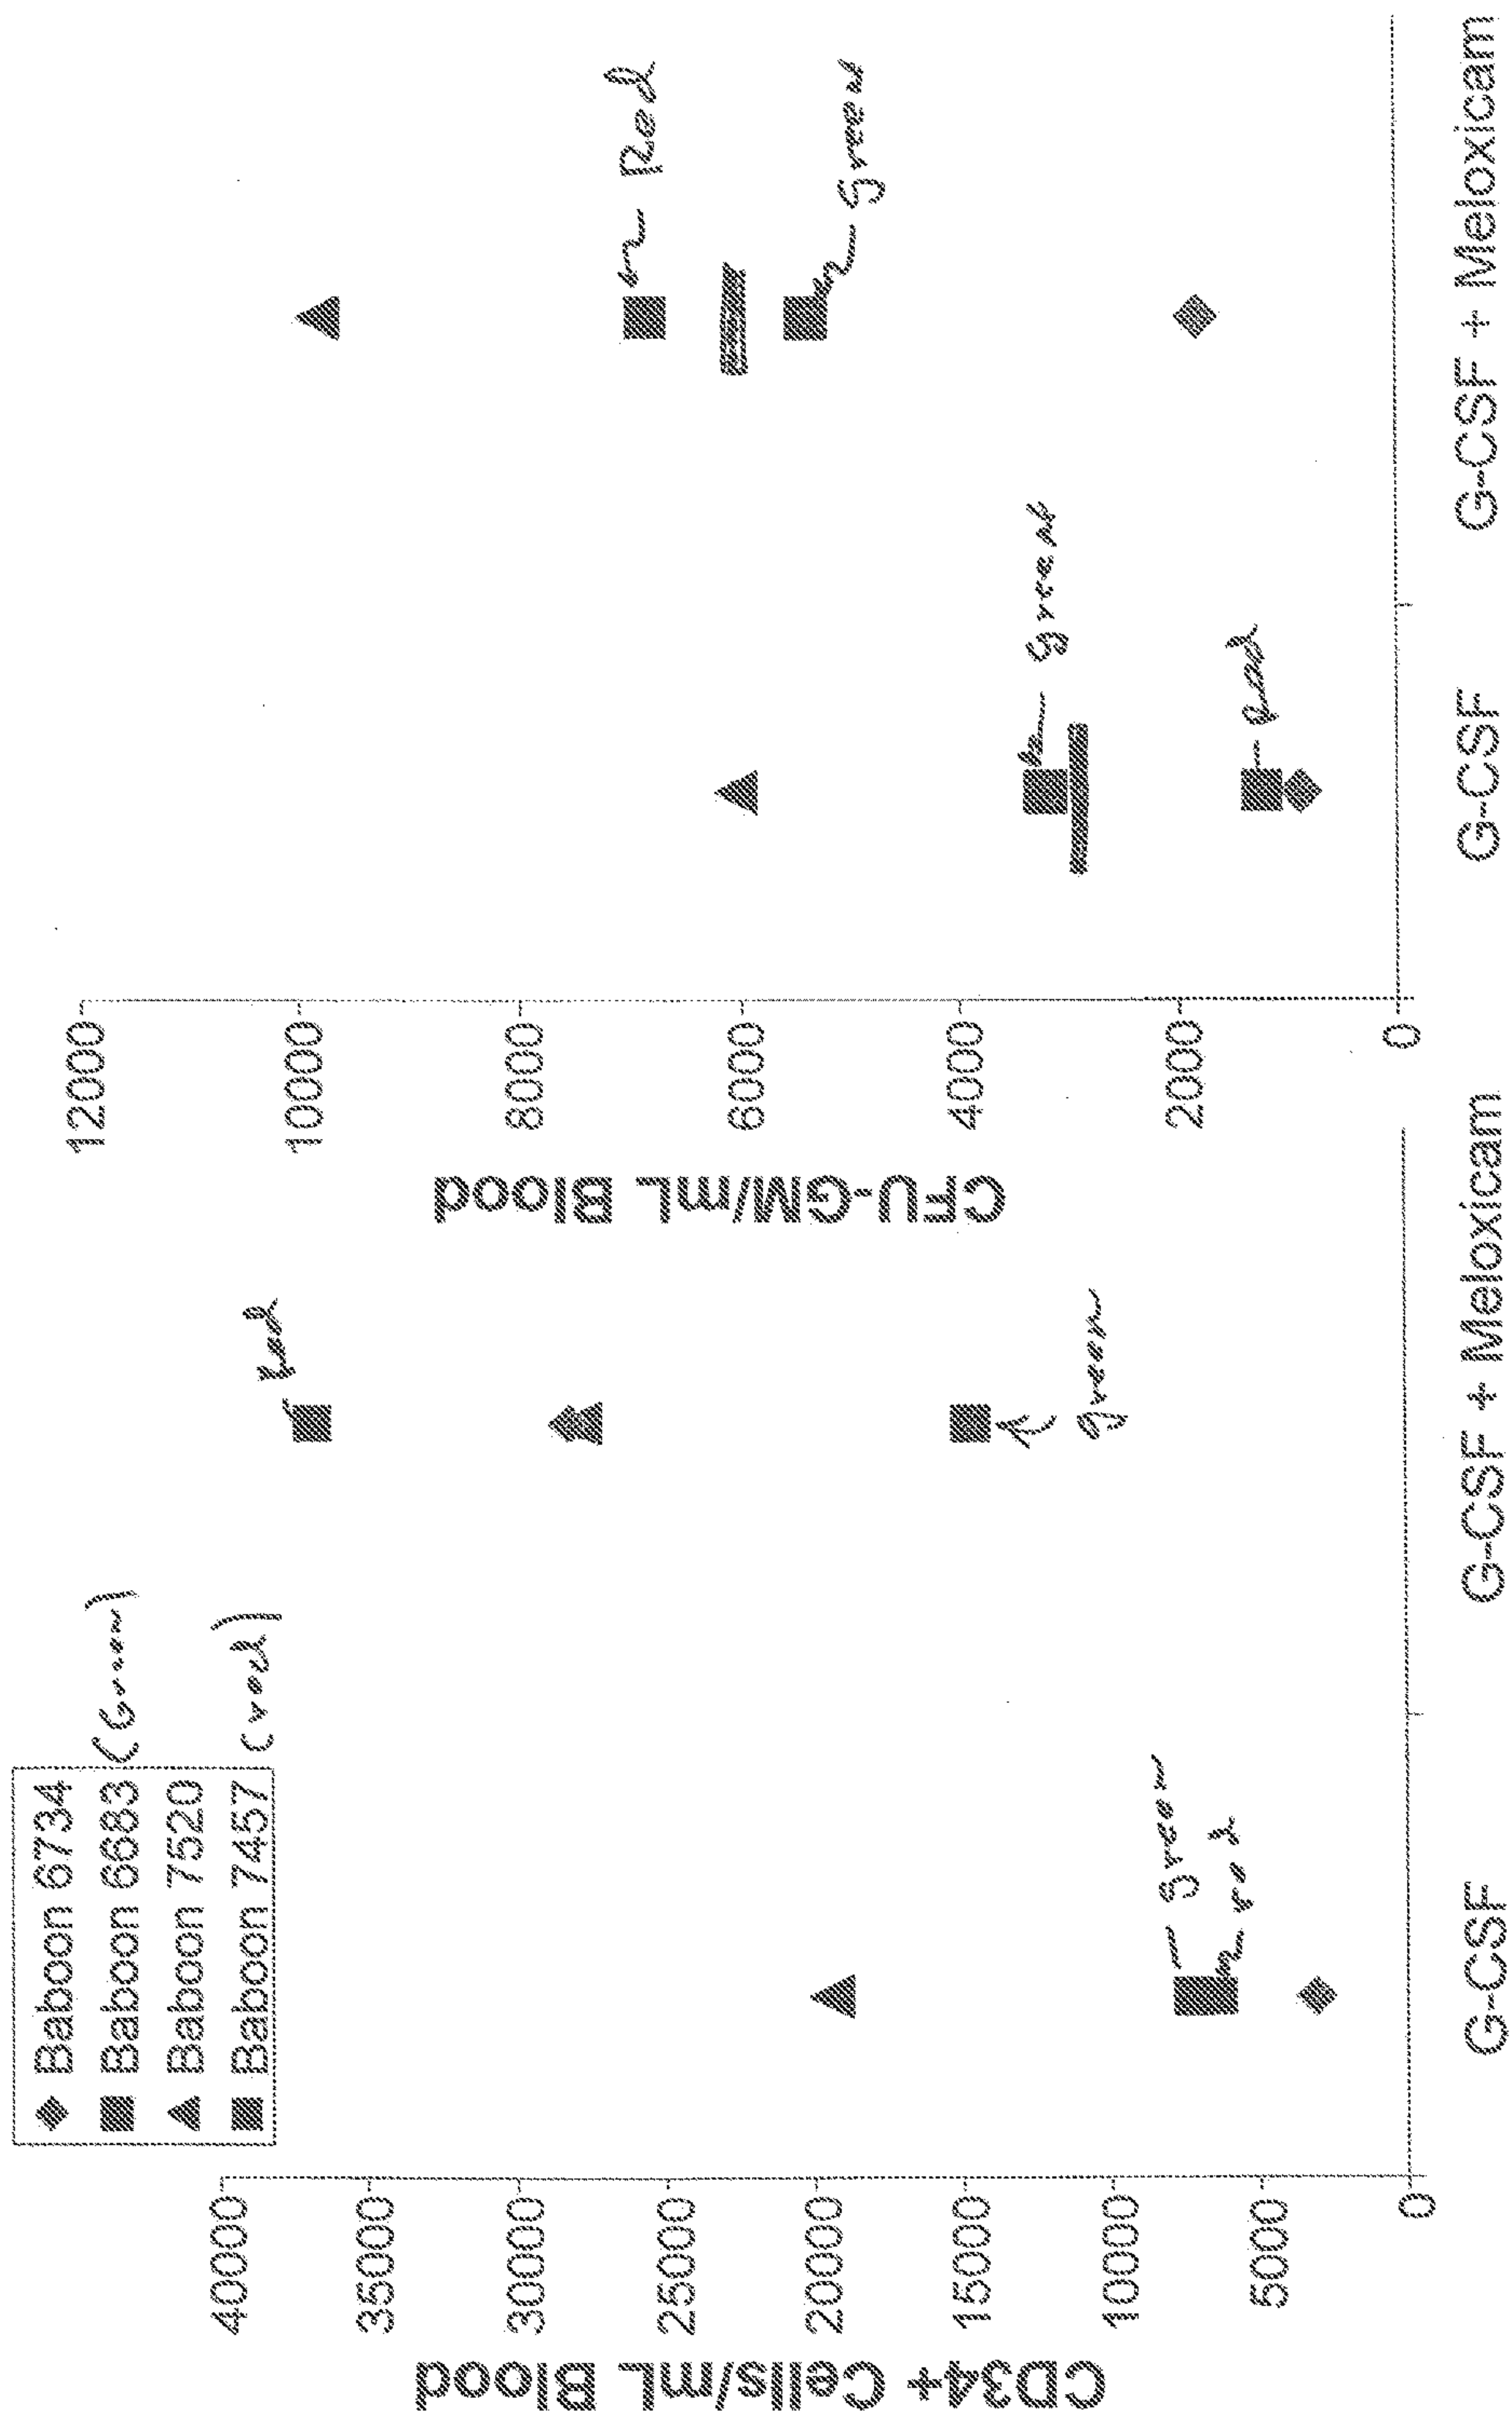 Baboon 6734
Baboon 6683 (Green)
Baboon 7520
Baboon 7457 (red)
CD34+ Cells/mL Blood
40000
35000
30000
25000
20000
15000
10000
5000
0
green
red
Red
green
G-CSF
G-CSF + Meloxicam
CFU-GM/mL Blood
12000
10000
8000
6000
4000
2000
0
green
Red
Red
green
G-CSF
G-CSF + Meloxicam